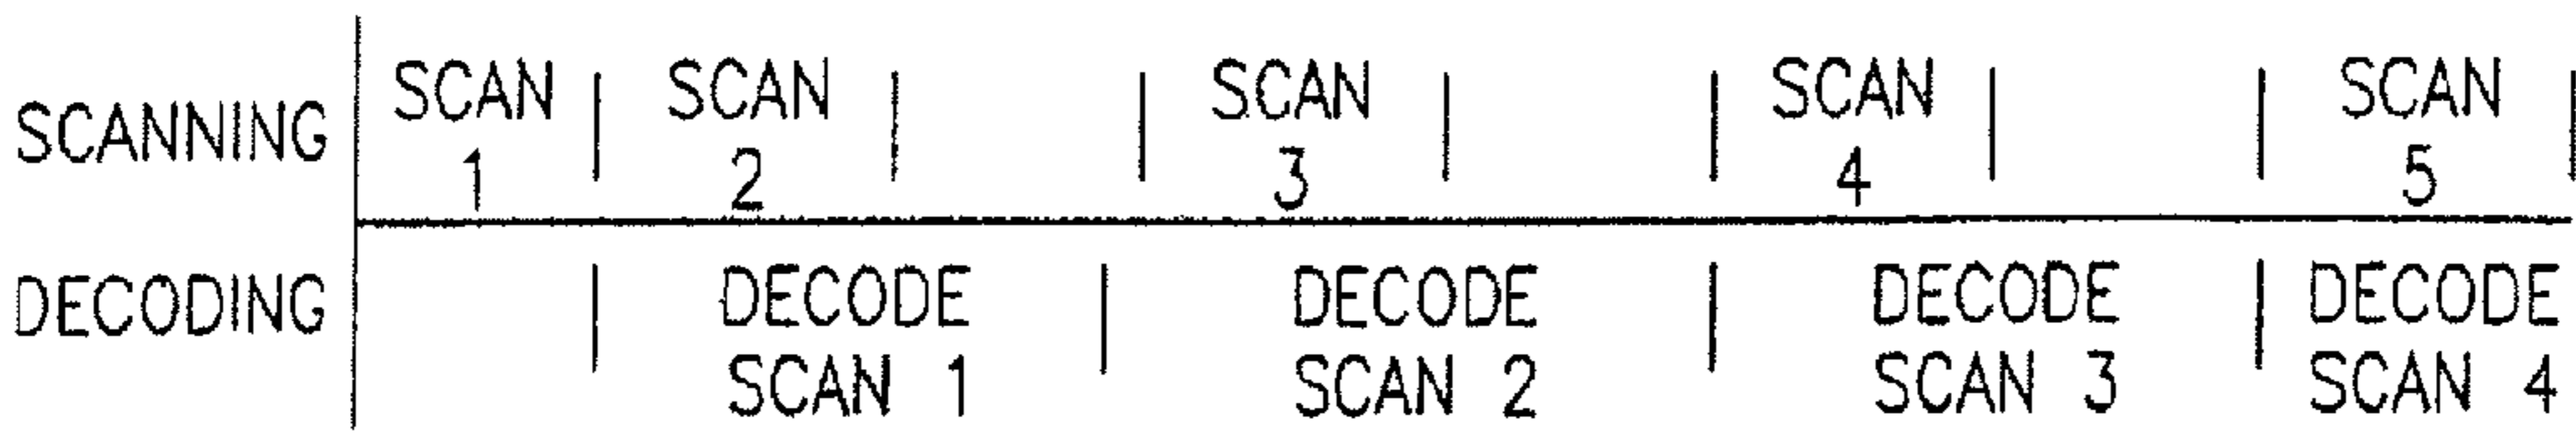 SCANNING
SCAN
1
SCAN
2
SCAN
3
SCAN
4
SCAN
5
DECODING
DECODE
SCAN 1
DECODE
SCAN 2
DECODE
SCAN 3
DECODE
SCAN 4